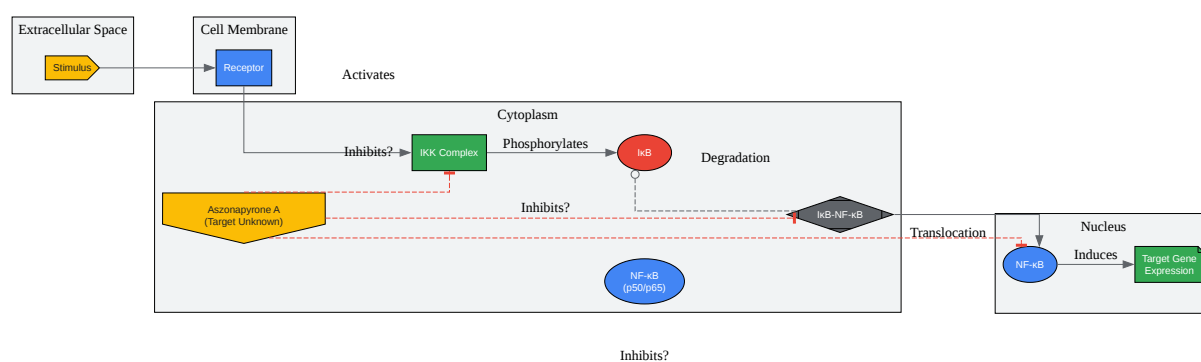 Extracellular Space
Cell Membrane
Stimulus
Receptor
Activates
Cytoplasm
Inhibits?
IKK Complex
Phosphorylates
IκB
Degradation
Aszonapyrone A
(Target Unknown)
Inhibits?
IκB-NF-κB
Translocation
Nucleus
NF-κB
Induces
Target Gene
Expression
NF-κB
(p50/p65)
Inhibits?